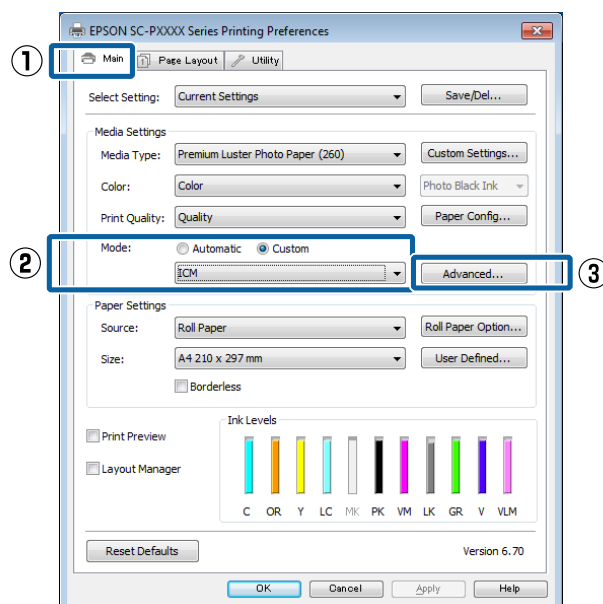 EPSON SC-PXXXX Series Printing Preferences
① Main Page Layout Utility
Select Setting: Current Settings Save/Del...
Media Settings
Media Type: Premium Luster Photo Paper (260) Custom Settings...
Color: Color Photo Black Ink
Print Quality: Quality Paper Config...
Mode: Automatic Custom
② ICM Advanced... ③
Paper Settings
Source: Roll Paper Roll Paper Option...
Size: A4 210 x 297 mm User Defined...
Borderless
Ink Levels
Print Preview
Layout Manager
C OR Y LC MK PK VM LK GR V VLM
Reset Defaults Version 6.70
OK Cancel Apply Help